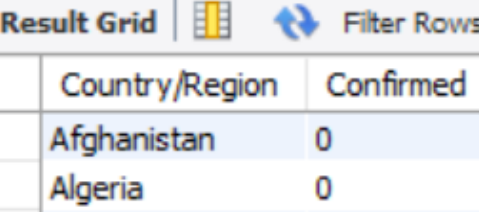 Result Grid Filter Rows
Country/Region Confirmed
Afghanistan 0
Algeria 0